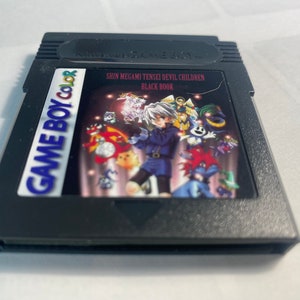 SHIN MEGAMI TENSEI DEVIL CHILDREN
BLACK BOOK
GAME BOY COLOR